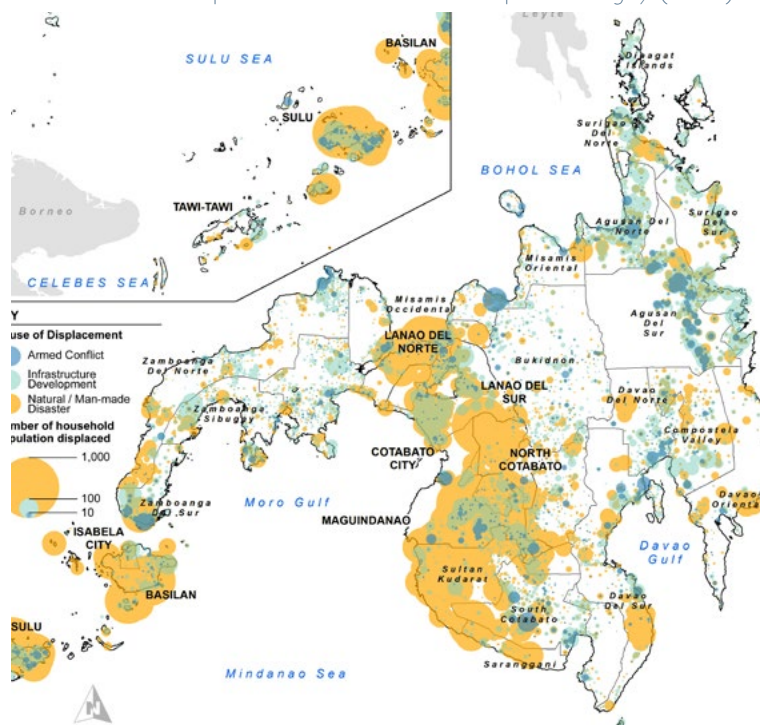 Leyte
SULU SEA
BASILAN
Dinagat
Islands
SULU
Surigao
Del
Norte
BOHOL SEA
Borneo
TAWI-TAWI
Agusan Del
Norte
Surigao
Del
Sur
CELEBES SEA
Misamis
Oriental
Y
use of Displacement
Armed Conflict
Infrastructure
Development
Natural / Man-made
Disaster
mber of household
pulation displaced
1,000
100
10
Misamis
Occidental
LANAO DEL
NORTE
Agusan
Del
Sur
Zamboanga
Del Norte
Bukidnon
LANAO DEL
SUR
Zamboanga
Sibugay
Davao
Del Norte
Compostela
Valley
COTABATO
CITY
NORTH
COTABATO
Moro Gulf
Zamboanga
Del Sur
MAGUINDANAO
Davao
Oriental
ISABELA
CITY
Davao
Gulf
BASILAN
Sultan
Kudarat
Davao
Del Sur
South
Cotabato
SULU
Saranggani
Mindanao Sea
N